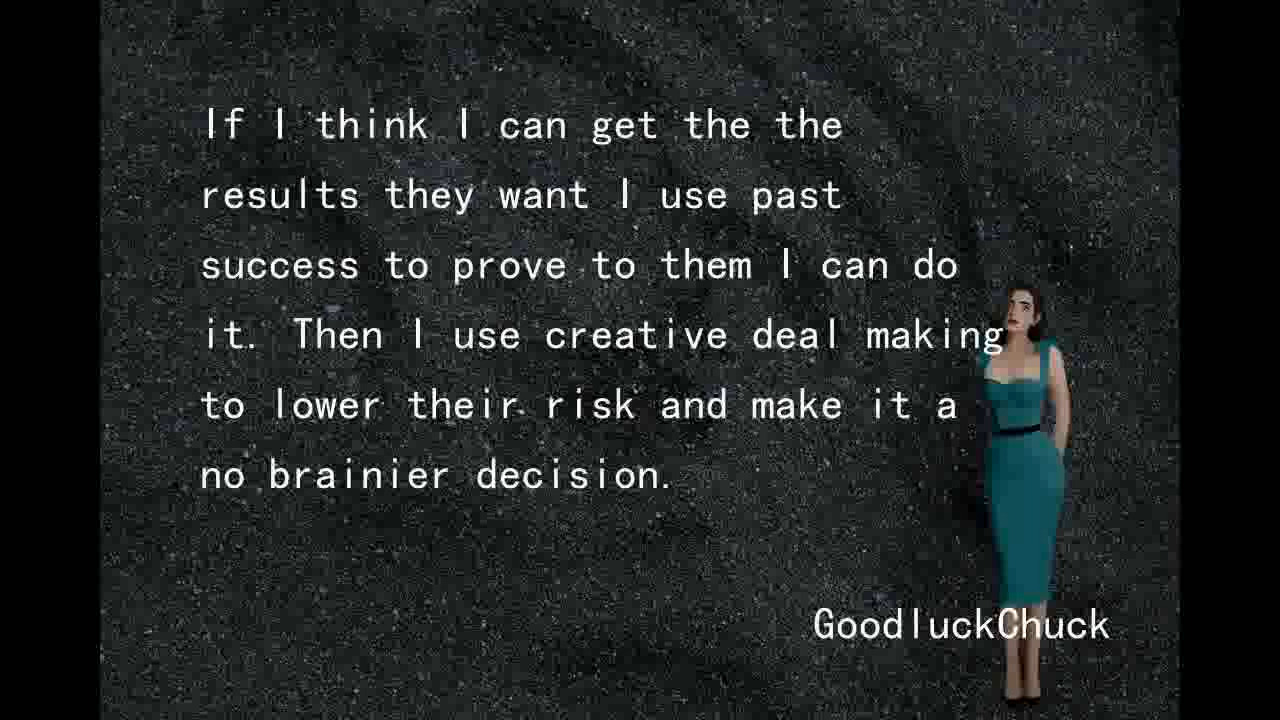 If I think I can get the the
results they want I use past
success to prove to them I can do
it. Then I use creative deal making
to lower their risk and make it a
no brainier decision.
GoodluckChuck